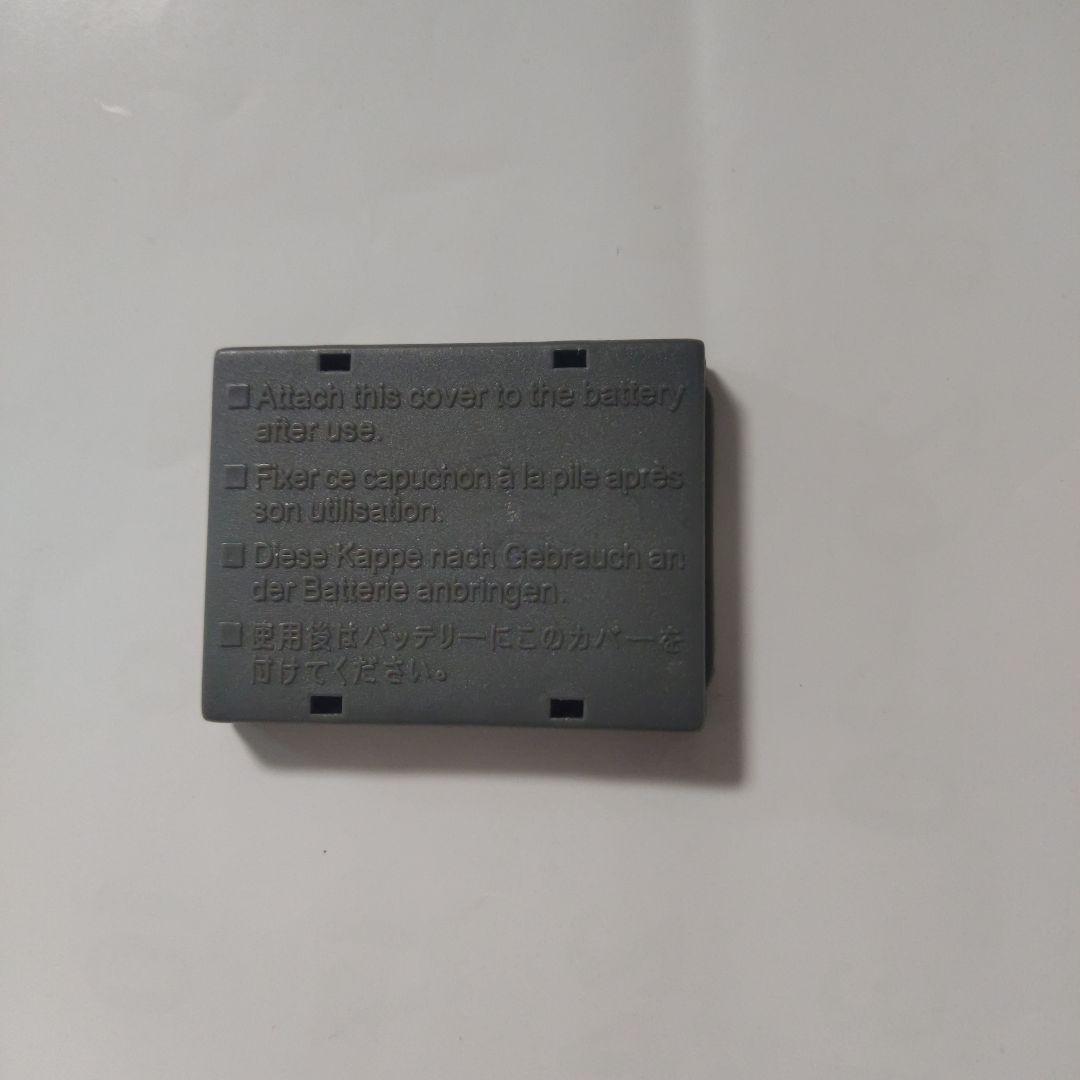 ■ Attach this cover to the battery
after use.
■ Fixer ce capuchon à la pile après
son utilisation.
■ Diese Kappe nach Gebrauch an
der Batterie anbringen.
■ 使用後はバッテリーにこのカバーを
付けてください。